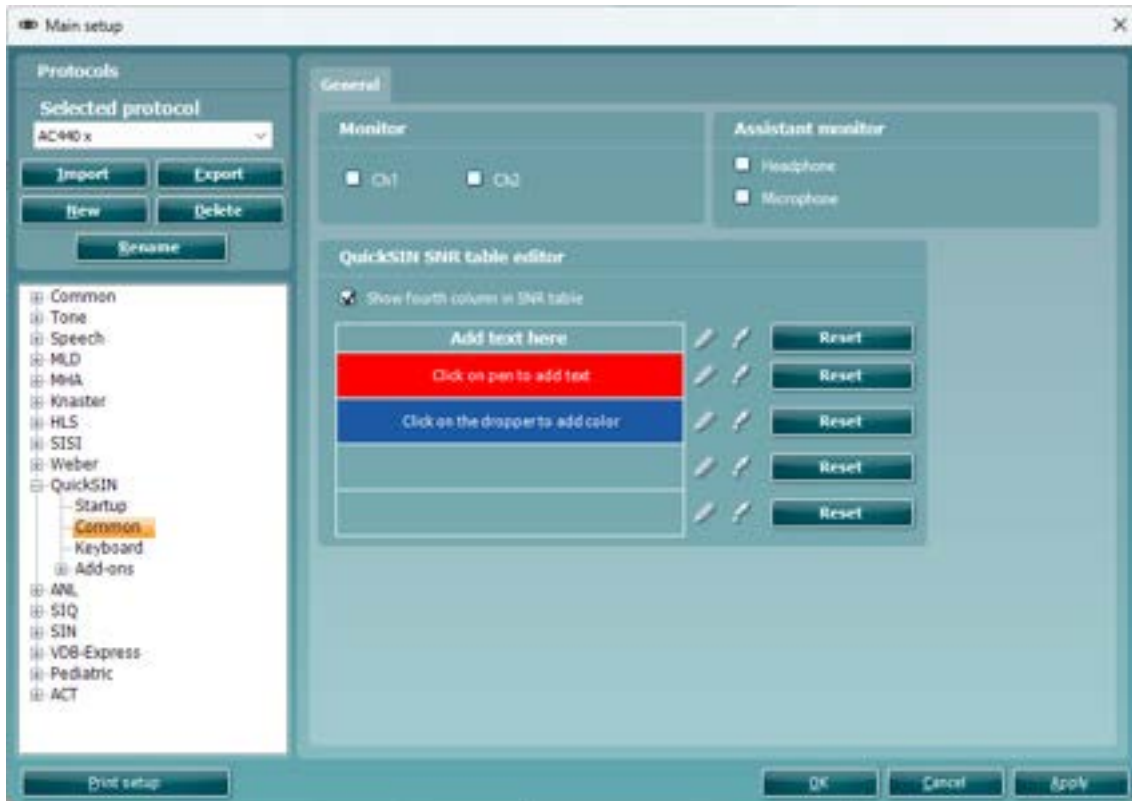 Main setup
Protocols
Selected protocol
AC440 x
Import Export
New Delete
Rename
Common
Tone
Speech
MLD
MHA
Knaster
HLS
SISI
Weber
QuickSIN
Startup
Common
Keyboard
Add-ons
ANL
SIQ
SIN
VDB-Express
Pediatric
ACT
Print setup
General
Monitor
Ch1 Ch2
Assistant monitor
Headphone
Microphone
QuickSIN SNR table editor
Show fourth column in SNR table
Add text here Reset
Click on pen to add text Reset
Click on the dropper to add color Reset
Reset
Reset
OK Cancel Apply